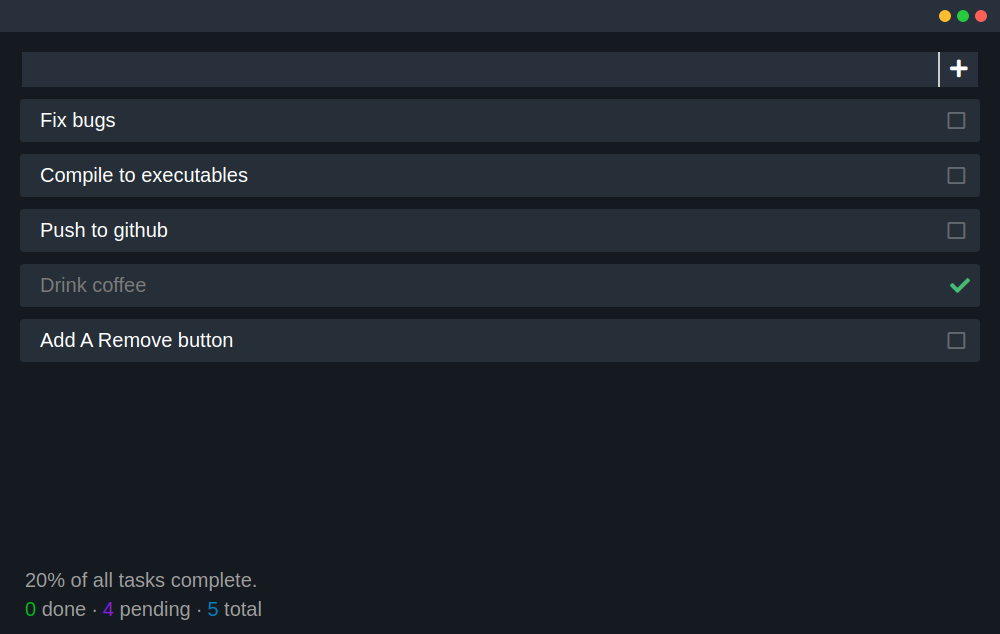 Fix bugs
Compile to executables
Push to github
Drink coffee
Add A Remove button
20% of all tasks complete.
0 done · 4 pending · 5 total